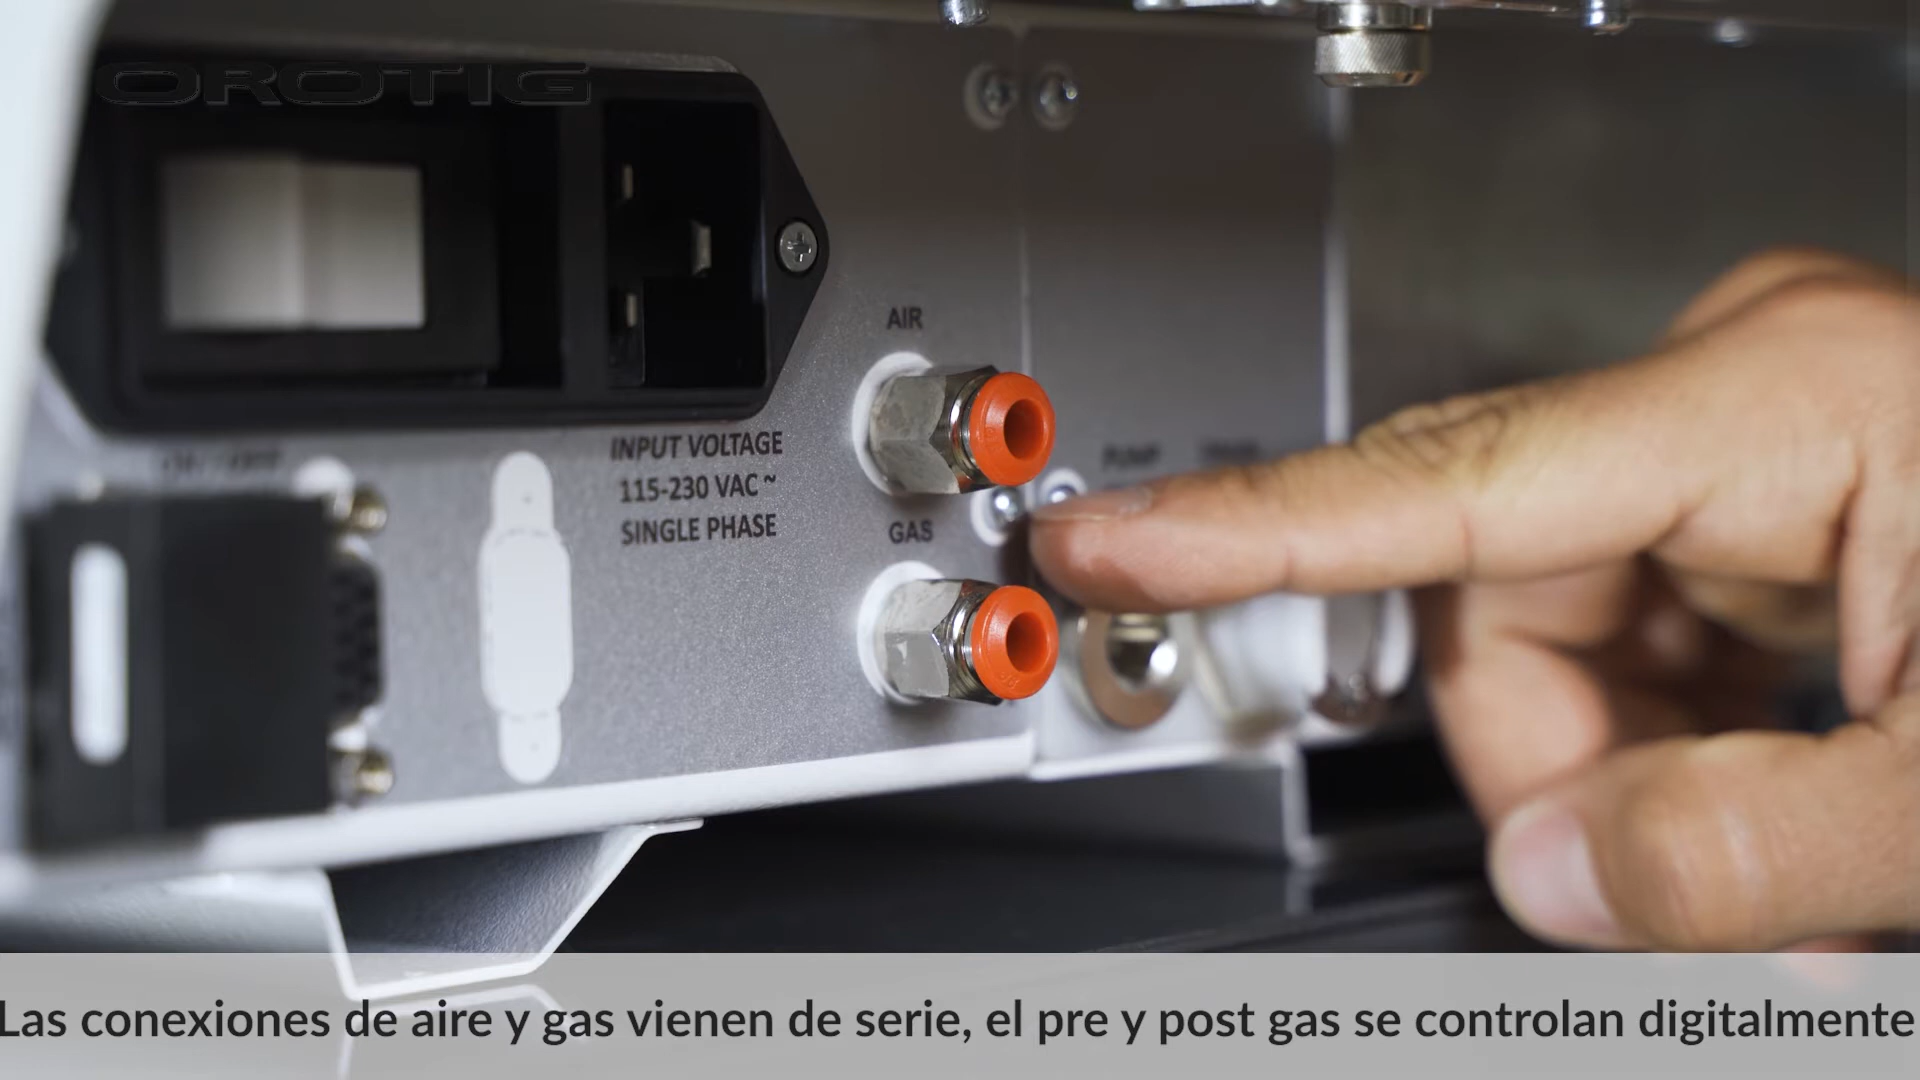 OROTIG
AIR
INPUT VOLTAGE
115-230 VAC ~
SINGLE PHASE
GAS
PUMP
Las conexiones de aire y gas vienen de serie, el pre y post gas se controlan digitalmente